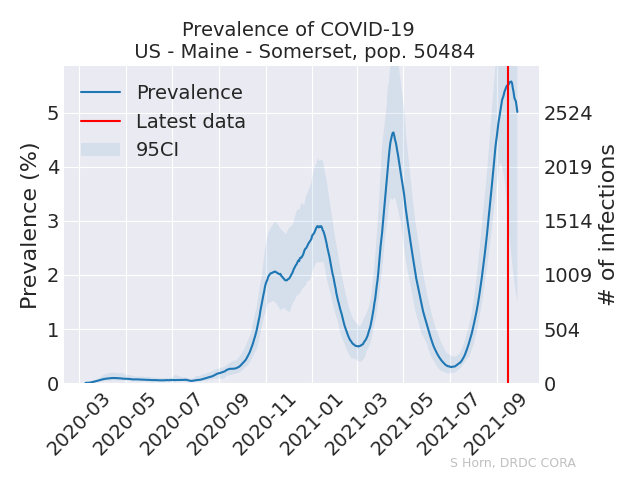 Prevalence of COVID-19
US - Maine - Somerset, pop. 50484
Prevalence
Latest data
95CI
Prevalence (%)
5
4
3
2
1
0
2524
2019
1514
1009
504
0
# of infections
2020-03
2020-05
2020-07
2020-09
2020-11
2021-01
2021-03
2021-05
2021-07
2021-09
S Horn, DRDC CORA